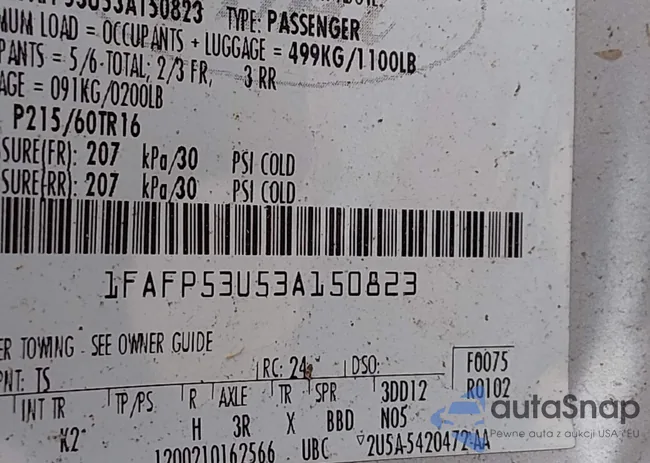 53U53A150823 TYPE: PASSENGER
MUM LOAD = OCCUPANTS + LUGGAGE = 499KG/1100LB
PANTS = 5/6-TOTAL; 2/3 FR, 3 RR
AGE = 091KG/0200LB
P215/60TR16
SURE(FR): 207 kPa/30 PSI COLD
SURE(RR): 207 kPa/30 PSI COLD
1FAFP53U53A150823
ER TOWING - SEE OWNER GUIDE
RC: 24 DSO: F0075
PNT: TS R0102
INT TR TP/PS R AXLE TR SPR 3DD12
K2 H 3R X BBD N05
1200210162566 UBC 2U5A-5420472-AA
autaSnap
Pewne auta z aukcji USA i EU